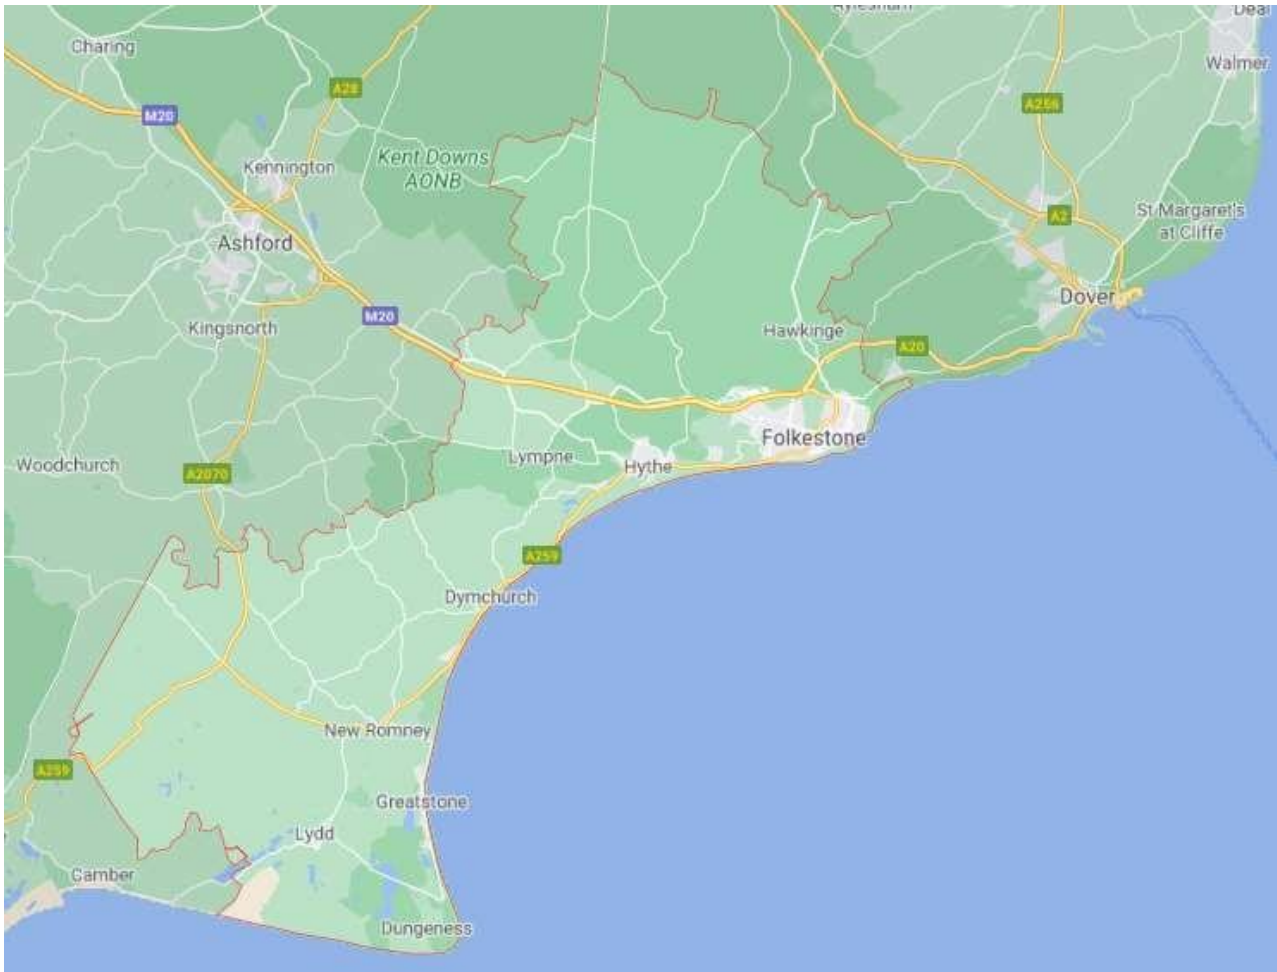 Aylesham
Deal
Charing
Walmer
A28
A256
M20
Kent Downs
AONB
Kennington
A2
St Margaret's
at Cliffe
Ashford
Dover
M20
Kingsnorth
Hawkinge
A20
Folkestone
Lympne
Woodchurch
Hythe
A2070
A259
Dymchurch
New Romney
A259
Greatstone
Lydd
Camber
Dungeness